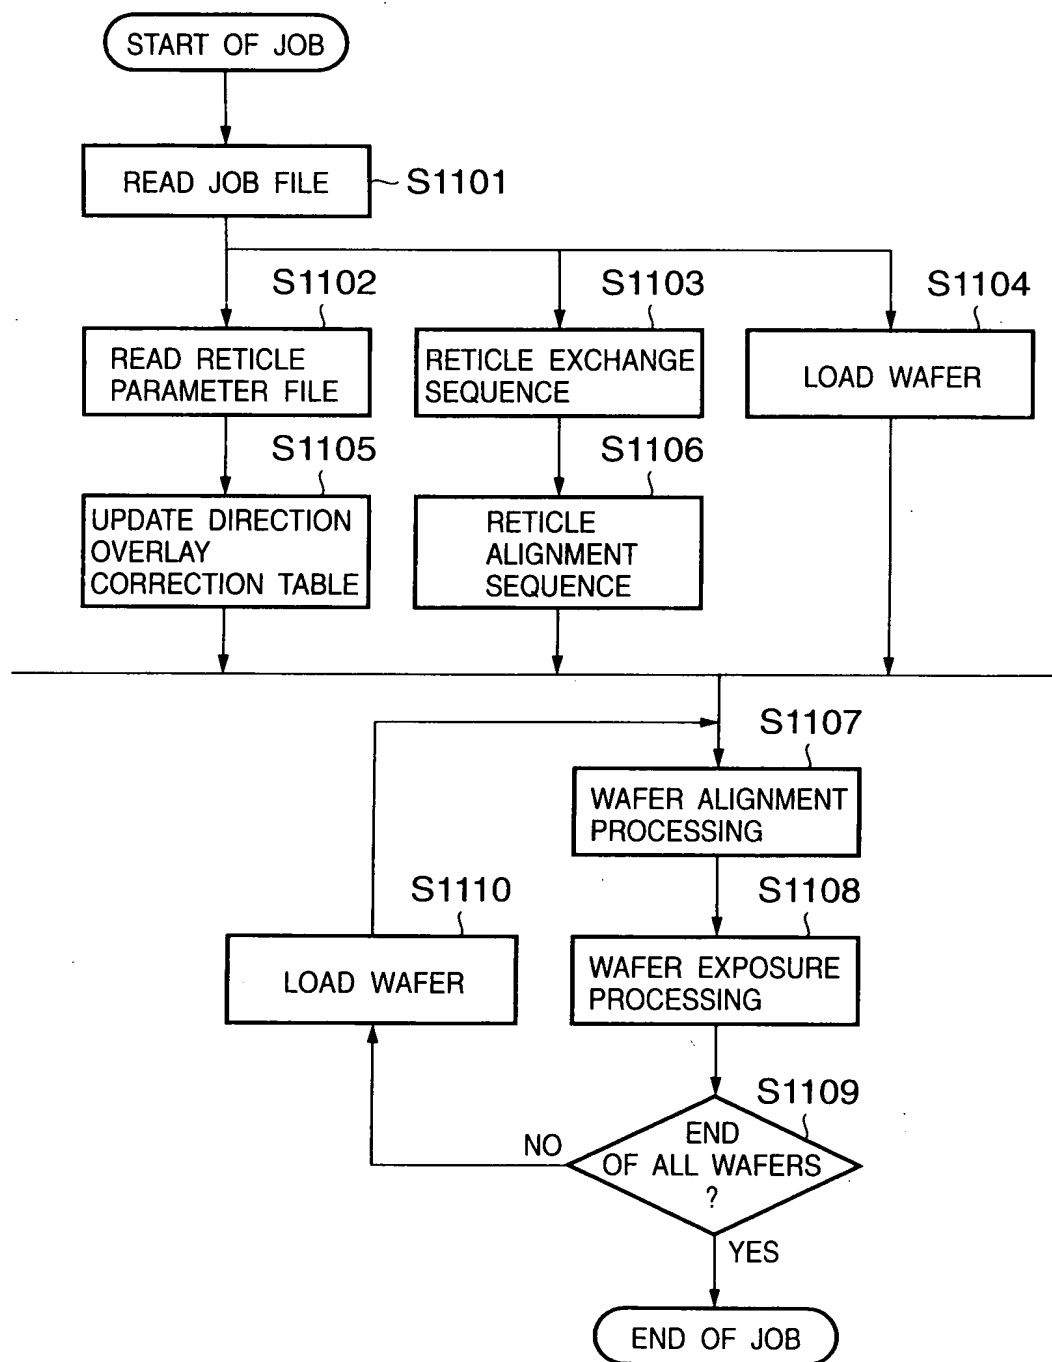 START OF JOB
READ JOB FILE
S1101
S1102
S1103
S1104
READ RETICLE
PARAMETER FILE
RETICLE EXCHANGE
SEQUENCE
LOAD WAFER
S1105
S1106
UPDATE DIRECTION
OVERLAY
CORRECTION TABLE
RETICLE
ALIGNMENT
SEQUENCE
S1107
WAFER ALIGNMENT
PROCESSING
S1110
S1108
LOAD WAFER
WAFER EXPOSURE
PROCESSING
S1109
NO
END
OF ALL WAFERS
?
YES
END OF JOB